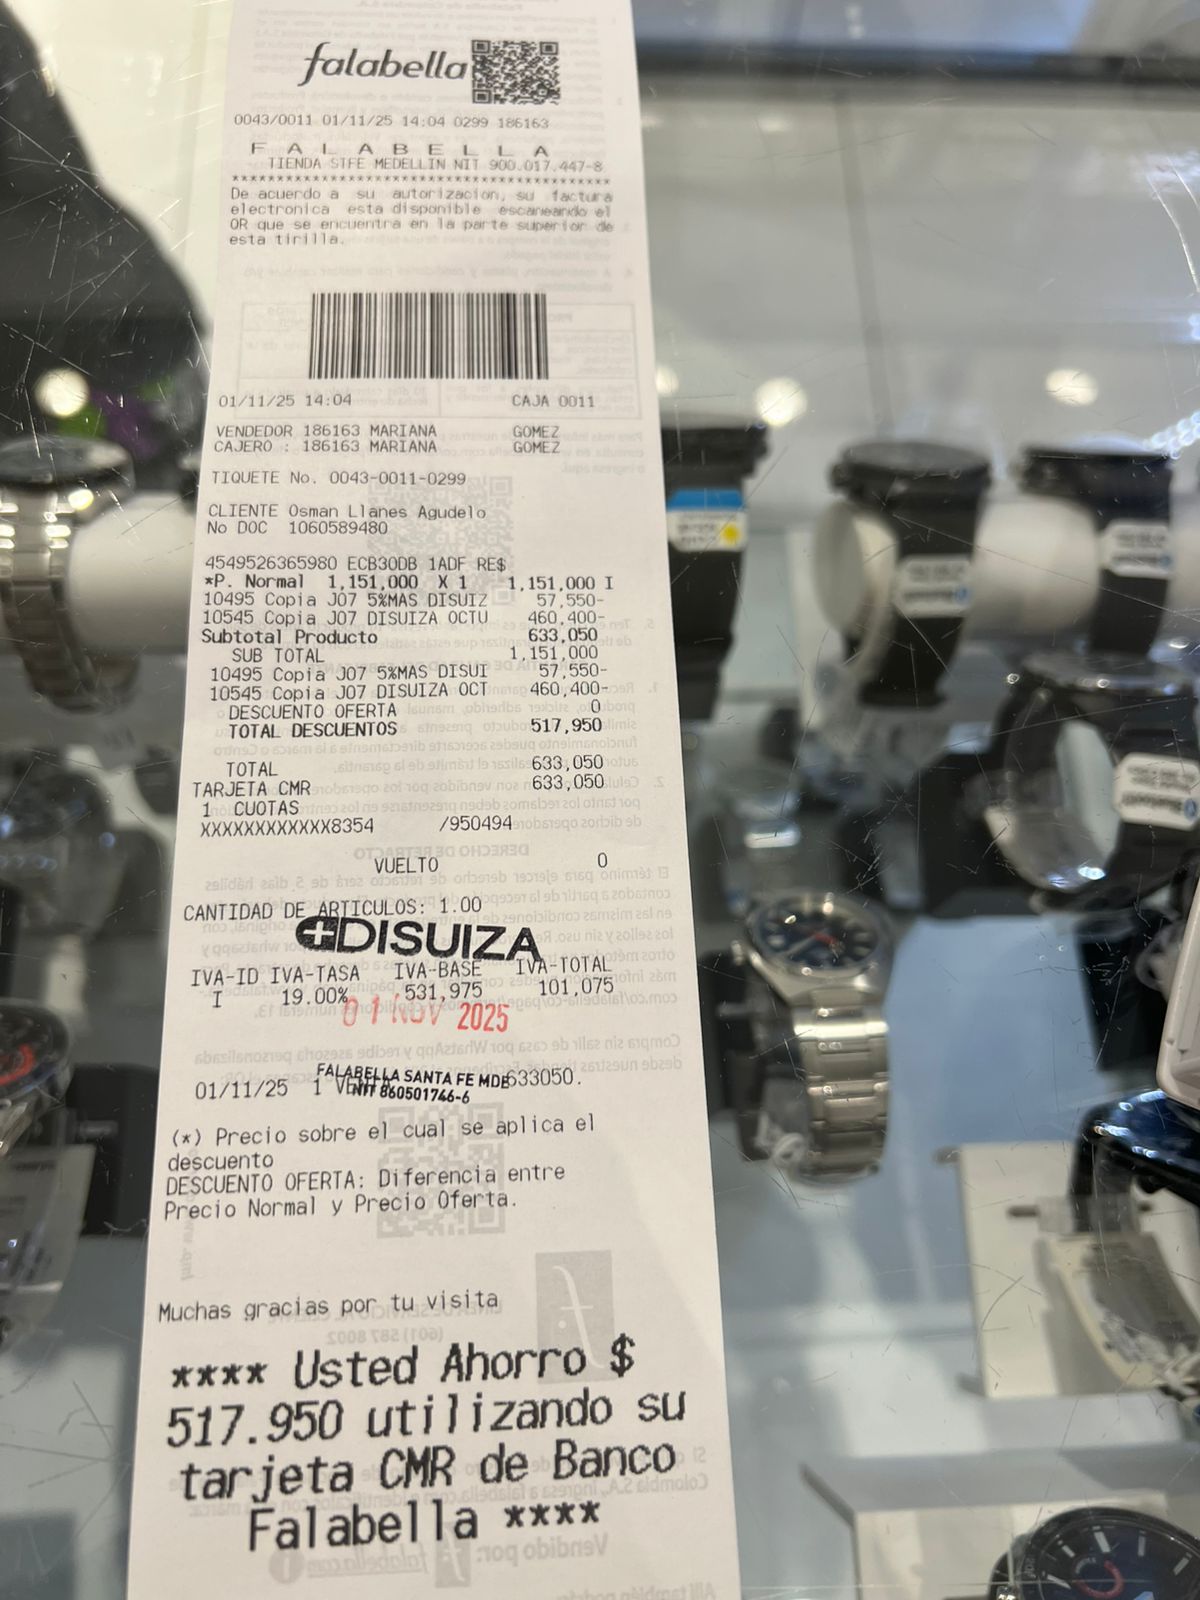 falabella
0043/0011 01/11/25 14:04 0299 186163
F A L A B E L L A
TIENDA STFE MEDELLIN NIT 900.017.447-8
******************************************
De acuerdo a su autorizacion, su factura
electronica esta disponible escaneando el
QR que se encuentra en la parte superior de
esta tirilla.
01/11/25 14:04 CAJA 0011
VENDEDOR 186163 MARIANA GOMEZ
CAJERO : 186163 MARIANA GOMEZ
TIQUETE No. 0043-0011-0299
CLIENTE Osman Llanes Agudelo
No DOC 1060589480
4549526365980 ECB30DB 1ADF RE$
*P. Normal 1,151,000 X 1 1,151,000 I
10495 Copia J07 5%MAS DISUIZ 57,550-
10545 Copia J07 DISUIZA OCTU 460,400-
Subtotal Producto 633,050
SUB TOTAL 1,151,000
10495 Copia J07 5%MAS DISUI 57,550-
10545 Copia J07 DISUIZA OCT 460,400-
DESCUENTO OFERTA 0
TOTAL DESCUENTOS 517,950
TOTAL 633,050
TARJETA CMR 633,050
1 CUOTAS
XXXXXXXXXXXX8354 /950494
VUELTO 0
CANTIDAD DE ARTICULOS: 1.00
DISUIZA
IVA-ID IVA-TASA IVA-BASE IVA-TOTAL
I 19.00% 531,975 101,075
01 NOV 2025
FALABELLA SANTA FE MDE
01/11/25 1 633050.
NIT 860501746-6
(*) Precio sobre el cual se aplica el
descuento
DESCUENTO OFERTA: Diferencia entre
Precio Normal y Precio Oferta.
Muchas gracias por tu visita
**** Usted Ahorro $
517.950 utilizando su
tarjeta CMR de Banco
Falabella ****